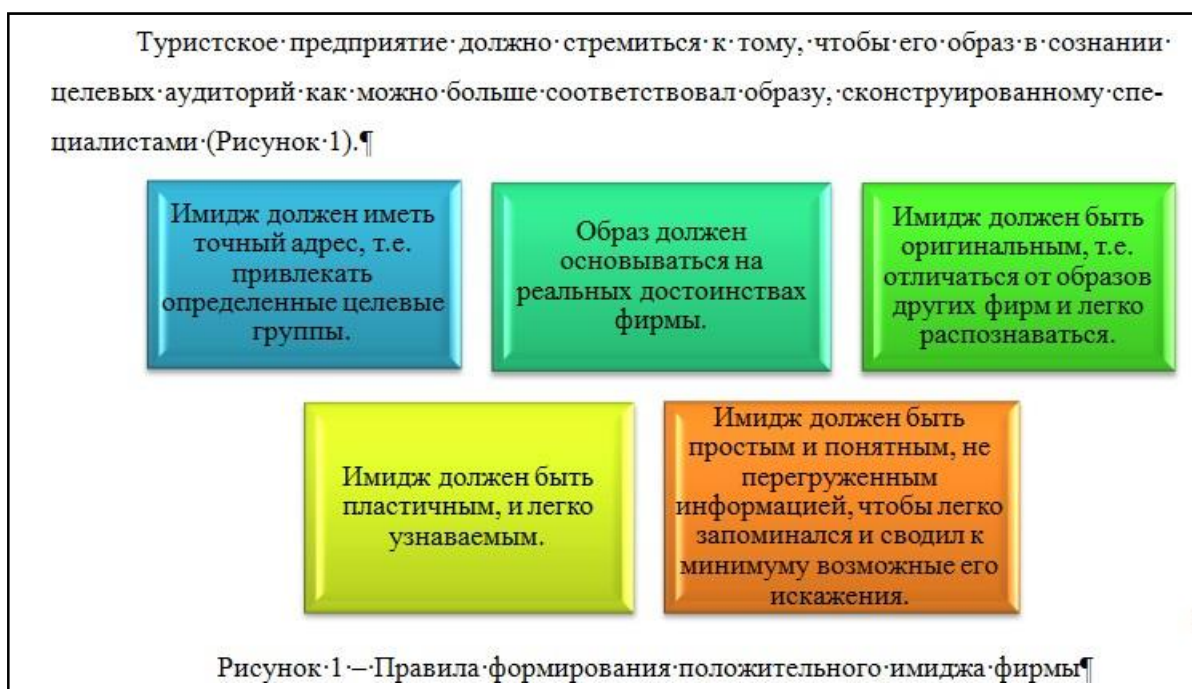 Туристское·предприятие·должно·стремиться·к·тому,·чтобы·его·образ·в·сознании·
целевых·аудиторий·как·можно·больше·соответствовал·образу,·сконструированному·спе-
циалистами·(Рисунок·1).¶
Имидж должен иметь
точный адрес, т.е.
привлекать
определенные целевые
группы.
Образ должен
основываться на
реальных достоинствах
фирмы.
Имидж должен быть
оригинальным, т.е.
отличаться от образов
других фирм и легко
распознаваться.
Имидж должен быть
пластичным, и легко
узнаваемым.
Имидж должен быть
простым и понятным, не
перегруженным
информацией, чтобы легко
запоминался и сводил к
минимуму возможные его
искажения.
Рисунок·1·–·Правила·формирования·положительного·имиджа·фирмы¶